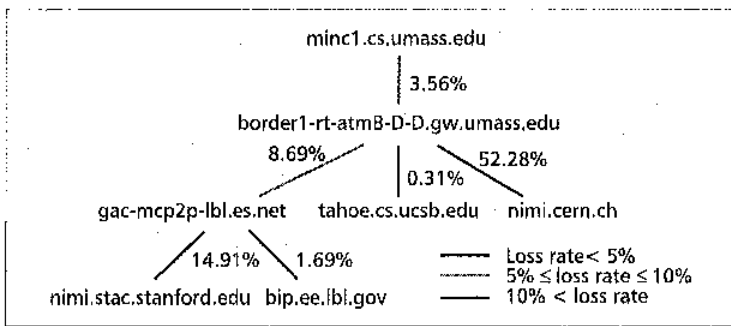 minc1.cs.umass.edu
3.56%
border1-rt-atmB-D-D.gw.umass.edu
8.69%
0.31%
52.28%
gac-mcp2p-lbl.es.net
tahoe.cs.ucsb.edu
nimi.cern.ch
14.91%
1.69%
nimi.stac.stanford.edu
bip.ee.lbl.gov
Loss rate< 5%
5% ≤ loss rate ≤ 10%
10% < loss rate